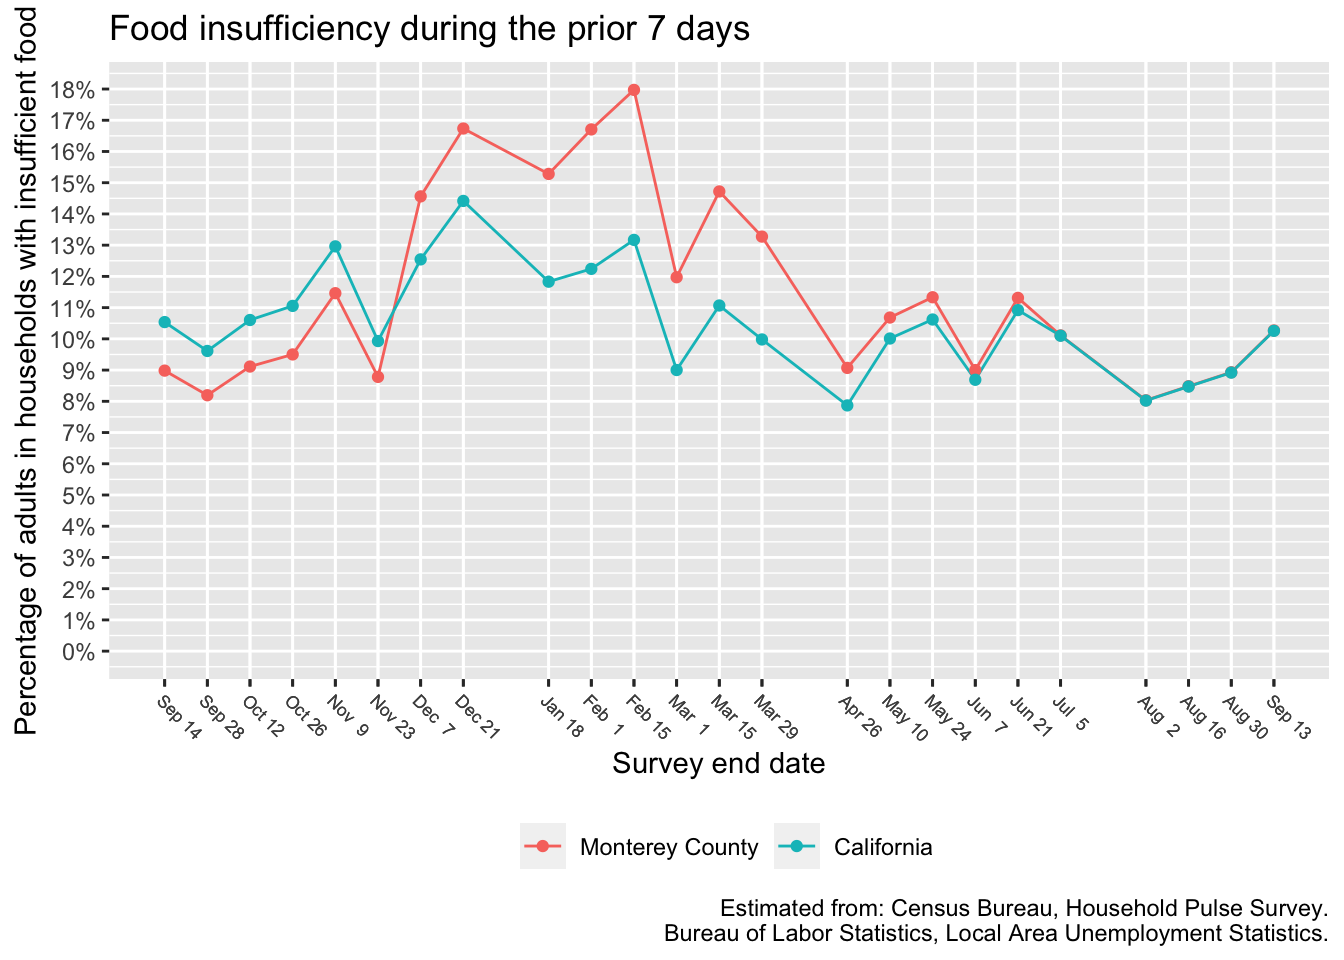 Food insufficiency during the prior 7 days
Percentage of adults in households with insufficient food
18%
17%
16%
15%
14%
13%
12%
11%
10%
9%
8%
7%
6%
5%
4%
3%
2%
1%
0%
Sep 14
Sep 28
Oct 12
Oct 26
Nov 9
Nov 23
Dec 7
Dec 21
Jan 18
Feb 1
Feb 15
Mar 1
Mar 15
Mar 29
Apr 26
May 10
May 24
Jun 7
Jun 21
Jul 5
Aug 2
Aug 16
Aug 30
Sep 13
Survey end date
Monterey County
California
Estimated from: Census Bureau, Household Pulse Survey.
Bureau of Labor Statistics, Local Area Unemployment Statistics.